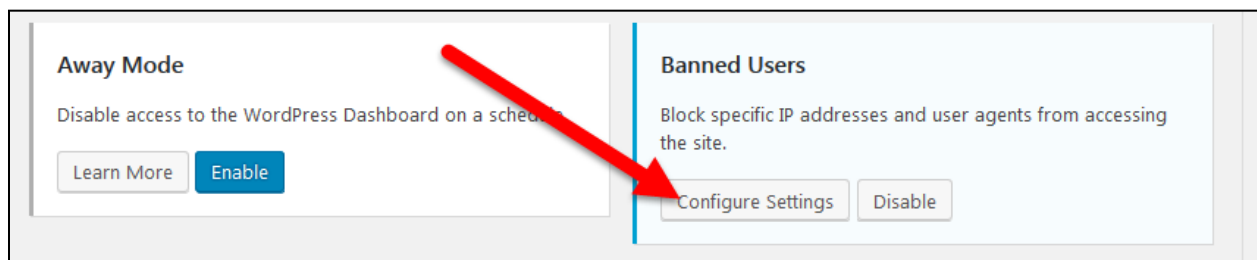 Away Mode
Disable access to the WordPress Dashboard on a schedule
Learn More
Enable
Banned Users
Block specific IP addresses and user agents from accessing
the site.
Configure Settings
Disable